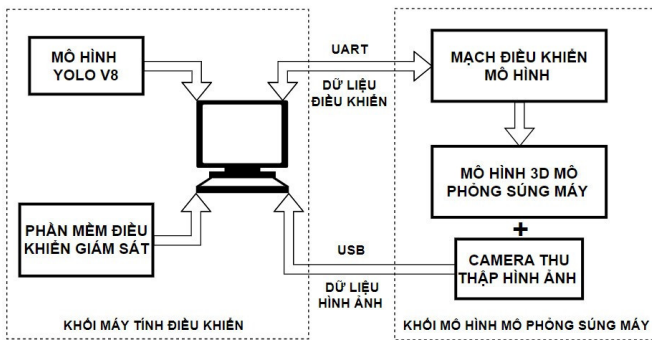 MÔ HÌNH
YOLO V8
PHẦN MỀM ĐIỀU
KHIỂN GIÁM SÁT
KHỐI MÁY TÍNH ĐIỀU KHIỂN
UART
DỮ LIỆU
ĐIỀU KHIỂN
USB
DỮ LIỆU
HÌNH ẢNH
MẠCH ĐIỀU KHIỂN
MÔ HÌNH
MÔ HÌNH 3D MÔ
PHỎNG SÚNG MÁY
+
CAMERA THU
THẬP HÌNH ẢNH
KHỐI MÔ HÌNH MÔ PHỎNG SÚNG MÁY